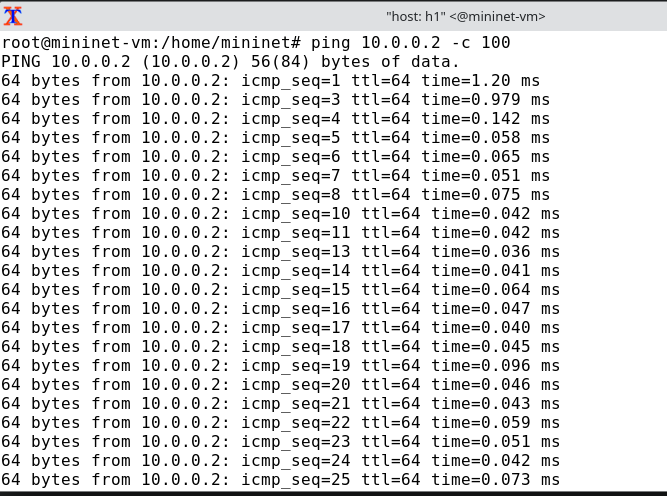 "host: h1" <@mininet-vm>
root@mininet-vm:/home/mininet# ping 10.0.0.2 -c 100
PING 10.0.0.2 (10.0.0.2) 56(84) bytes of data.
64 bytes from 10.0.0.2: icmp_seq=1 ttl=64 time=1.20 ms
64 bytes from 10.0.0.2: icmp_seq=3 ttl=64 time=0.979 ms
64 bytes from 10.0.0.2: icmp_seq=4 ttl=64 time=0.142 ms
64 bytes from 10.0.0.2: icmp_seq=5 ttl=64 time=0.058 ms
64 bytes from 10.0.0.2: icmp_seq=6 ttl=64 time=0.065 ms
64 bytes from 10.0.0.2: icmp_seq=7 ttl=64 time=0.051 ms
64 bytes from 10.0.0.2: icmp_seq=8 ttl=64 time=0.075 ms
64 bytes from 10.0.0.2: icmp_seq=10 ttl=64 time=0.042 ms
64 bytes from 10.0.0.2: icmp_seq=11 ttl=64 time=0.042 ms
64 bytes from 10.0.0.2: icmp_seq=13 ttl=64 time=0.036 ms
64 bytes from 10.0.0.2: icmp_seq=14 ttl=64 time=0.041 ms
64 bytes from 10.0.0.2: icmp_seq=15 ttl=64 time=0.064 ms
64 bytes from 10.0.0.2: icmp_seq=16 ttl=64 time=0.047 ms
64 bytes from 10.0.0.2: icmp_seq=17 ttl=64 time=0.040 ms
64 bytes from 10.0.0.2: icmp_seq=18 ttl=64 time=0.045 ms
64 bytes from 10.0.0.2: icmp_seq=19 ttl=64 time=0.096 ms
64 bytes from 10.0.0.2: icmp_seq=20 ttl=64 time=0.046 ms
64 bytes from 10.0.0.2: icmp_seq=21 ttl=64 time=0.043 ms
64 bytes from 10.0.0.2: icmp_seq=22 ttl=64 time=0.059 ms
64 bytes from 10.0.0.2: icmp_seq=23 ttl=64 time=0.051 ms
64 bytes from 10.0.0.2: icmp_seq=24 ttl=64 time=0.042 ms
64 bytes from 10.0.0.2: icmp_seq=25 ttl=64 time=0.073 ms